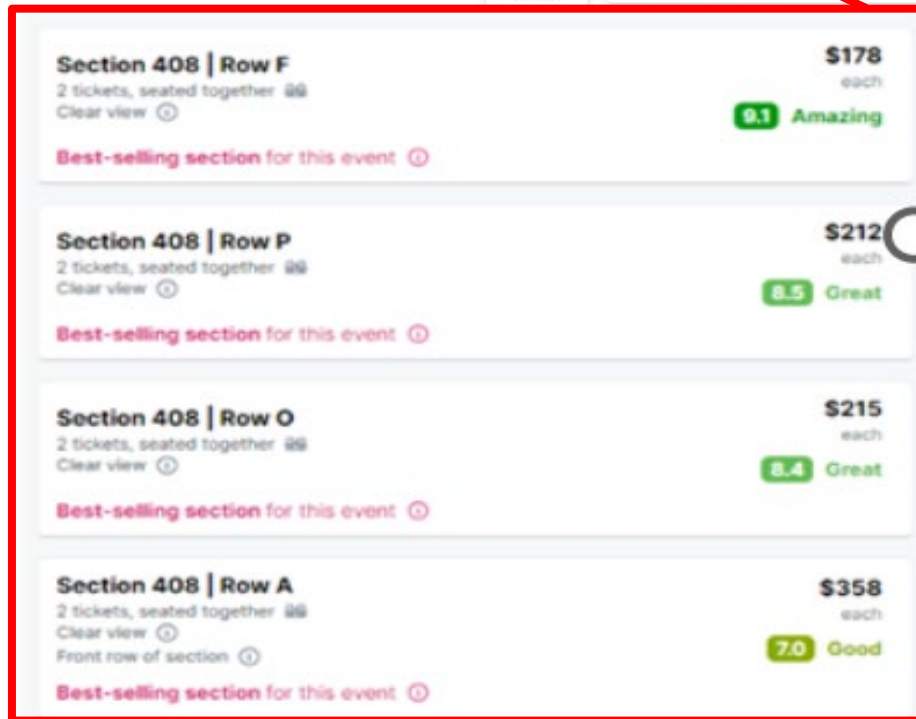 Section 408 | Row F
$178
2 tickets, seated together
each
Clear view
9.1 Amazing
Best-selling section for this event
Section 408 | Row P
$212
2 tickets, seated together
each
Clear view
8.5 Great
Best-selling section for this event
Section 408 | Row O
$215
2 tickets, seated together
each
Clear view
8.4 Great
Best-selling section for this event
Section 408 | Row A
$358
2 tickets, seated together
each
Clear view
Front row of section
7.0 Good
Best-selling section for this event